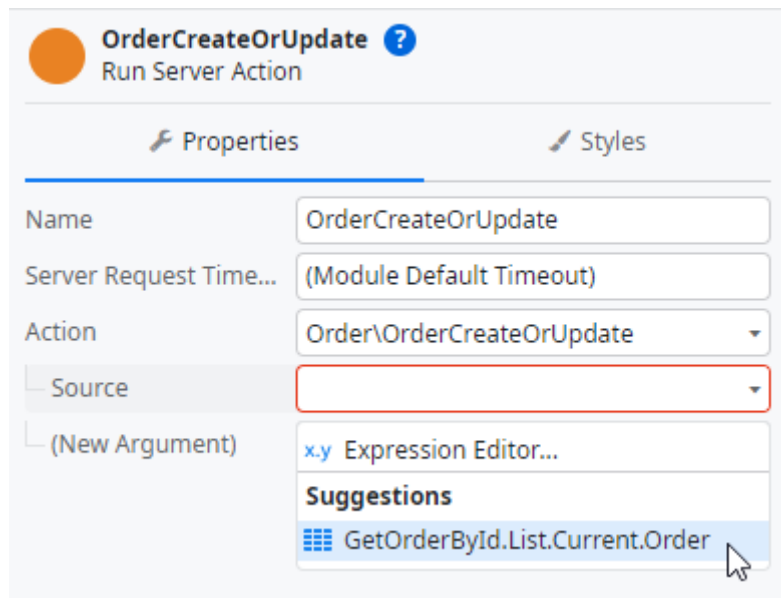 OrderCreateOrUpdate ?
Run Server Action
Properties
Styles
Name
OrderCreateOrUpdate
Server Request Time...
(Module Default Timeout)
Action
Order\OrderCreateOrUpdate
Source
(New Argument)
x.y Expression Editor...
Suggestions
GetOrderById.List.Current.Order